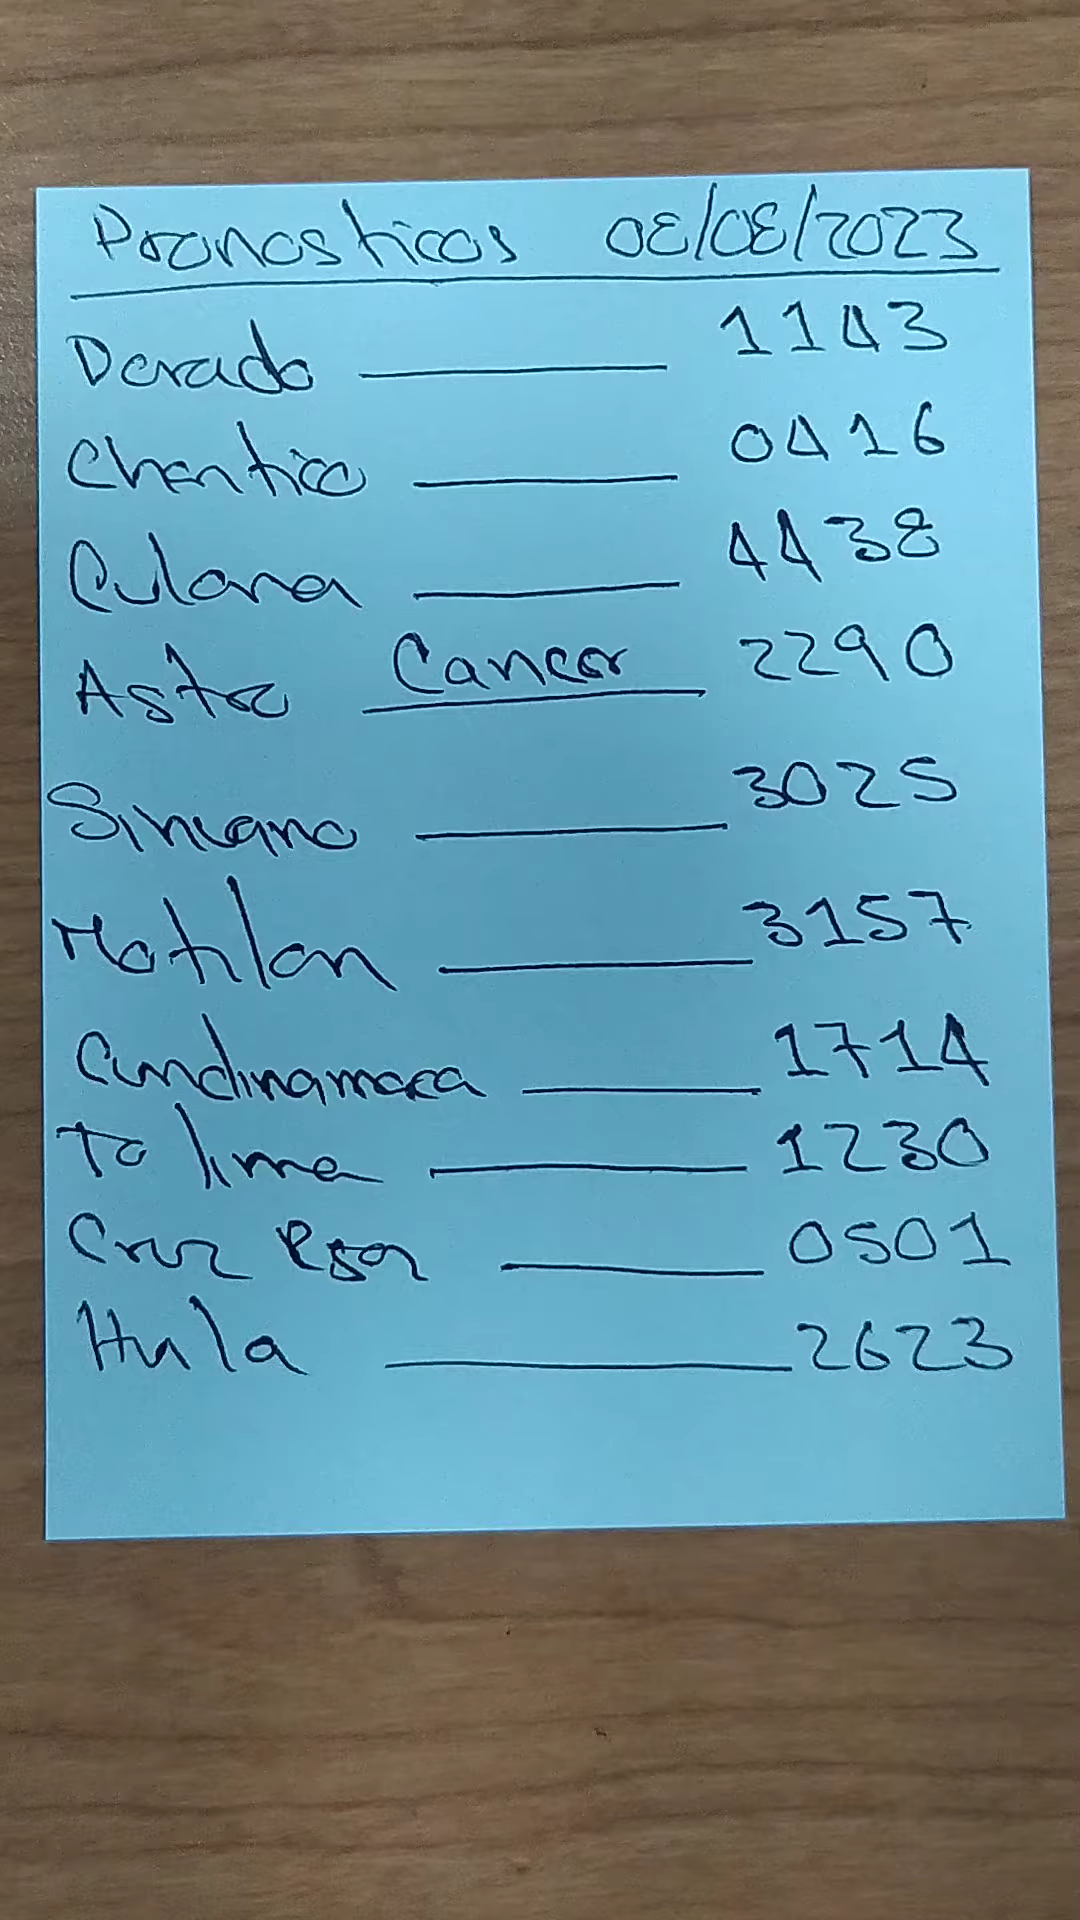 Pronosticos 08/08/2023
Dorado 1143
Chontico 0416
Culona 4438
Astro Cancer 2290
Sinuano 3025
Motilon 3157
Cundinamarca 1714
Tolima 1230
Cruz Roja 0501
Huila 2623